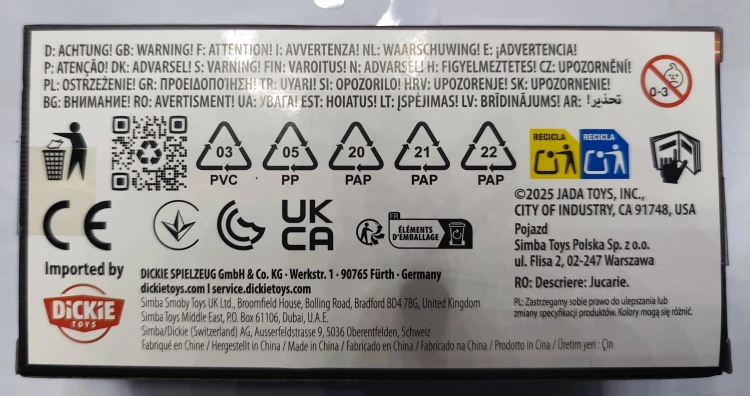 D: ACHTUNG! GB: WARNING! F: ATTENTION! I: AVVERTENZA! NL: WAARSCHUWING! E: ¡ADVERTENCIA!
P: ATENÇÃO! DK: ADVARSEL! S: VARNING! FIN: VAROITUS! N: ADVARSEL! H: FIGYELMEZTETES! CZ: UPOZORNĚNÍ!
PL: OSTRZEŻENIE! GR: ΠΡΟΕΙΔΟΠΟΊΗΣΗ! TR: UYARI! SI: OPOZORILO! HRV: UPOZORENJE! SK: UPOZORNENIE!
BG: ВНИМАНИЕ! RO: AVERTISMENT! UA: УВАГА! EST: HOIATUS! LT: ĮSPĖJIMAS! LV: BRĪDINĀJUMS! AR: تحذير!
0-3
03
PVC
05
PP
20
PAP
21
PAP
22
PAP
RECICLA
RECICLA
CE
UK
CA
FR
ÉLÉMENTS
D'EMBALLAGE
©2025 JADA TOYS, INC.,
CITY OF INDUSTRY, CA 91748, USA
Pojazd
Simba Toys Polska Sp. z o.o.
ul. Flisa 2, 02-247 Warszawa
RO: Descriere: Jucarie.
PL: Zastrzegamy sobie prawo do ulepszania lub
zmiany specyfikacji produktów. Kolory mogą się różnić.
Imported by
DICKIE
TOYS
DICKIE SPIELZEUG GmbH & Co. KG · Werkstr. 1 · 90765 Fürth · Germany
dickietoys.com I service.dickietoys.com
Simba Smoby Toys UK Ltd., Broomfield House, Bolling Road, Bradford BD4 7BG, United Kingdom
Simba Toys Middle East, P.O. Box 61106, Dubai, U.A.E.
Simba/Dickie (Switzerland) AG, Ausserfeldstrasse 9, 5036 Oberentfelden, Schweiz
Fabriqué en Chine / Hergestellt in China / Made in China / Fabricado en China / Fabricado na China / Prodotto in Cina / Üretim yeri : Çin